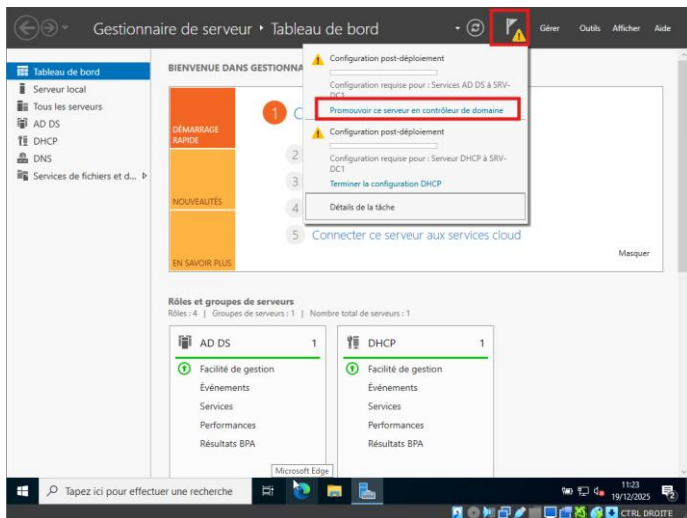 Gestionnaire de serveur • Tableau de bord
Gérer Outils Afficher Aide
Tableau de bord
Serveur local
Tous les serveurs
AD DS
DHCP
DNS
Services de fichiers et d...
BIENVENUE DANS GESTIONNA
Configuration post-déploiement
Configuration requise pour : Services AD DS à SRV-
DC1
Promouvoir ce serveur en contrôleur de domaine
Configuration post-déploiement
Configuration requise pour : Serveur DHCP à SRV-
DC1
Terminer la configuration DHCP
Détails de la tâche
DÉMARRAGE
RAPIDE
NOUVEAUTÉS
EN SAVOIR PLUS
1 C
2
3
4
5 Connecter ce serveur aux services cloud
Masquer
Rôles et groupes de serveurs
Rôles : 4 | Groupes de serveurs : 1 | Nombre total de serveurs : 1
AD DS 1
Facilité de gestion
Événements
Services
Performances
Résultats BPA
DHCP 1
Facilité de gestion
Événements
Services
Performances
Résultats BPA
Microsoft Edge
Tapez ici pour effectuer une recherche
11:23
19/12/2025
2
CTRL DROITE